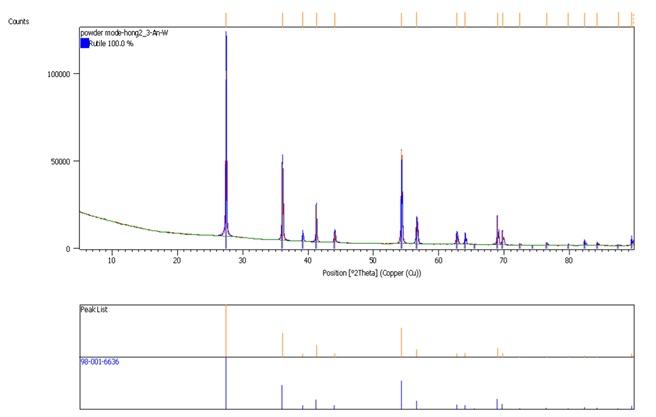 Counts
powder mode-hong2_3-An-W
Rutile 100.0 %
100000
50000
0
10 20 30 40 50 60 70 80
Position [°2Theta] (Copper (Cu))
Peak List
98-001-6636